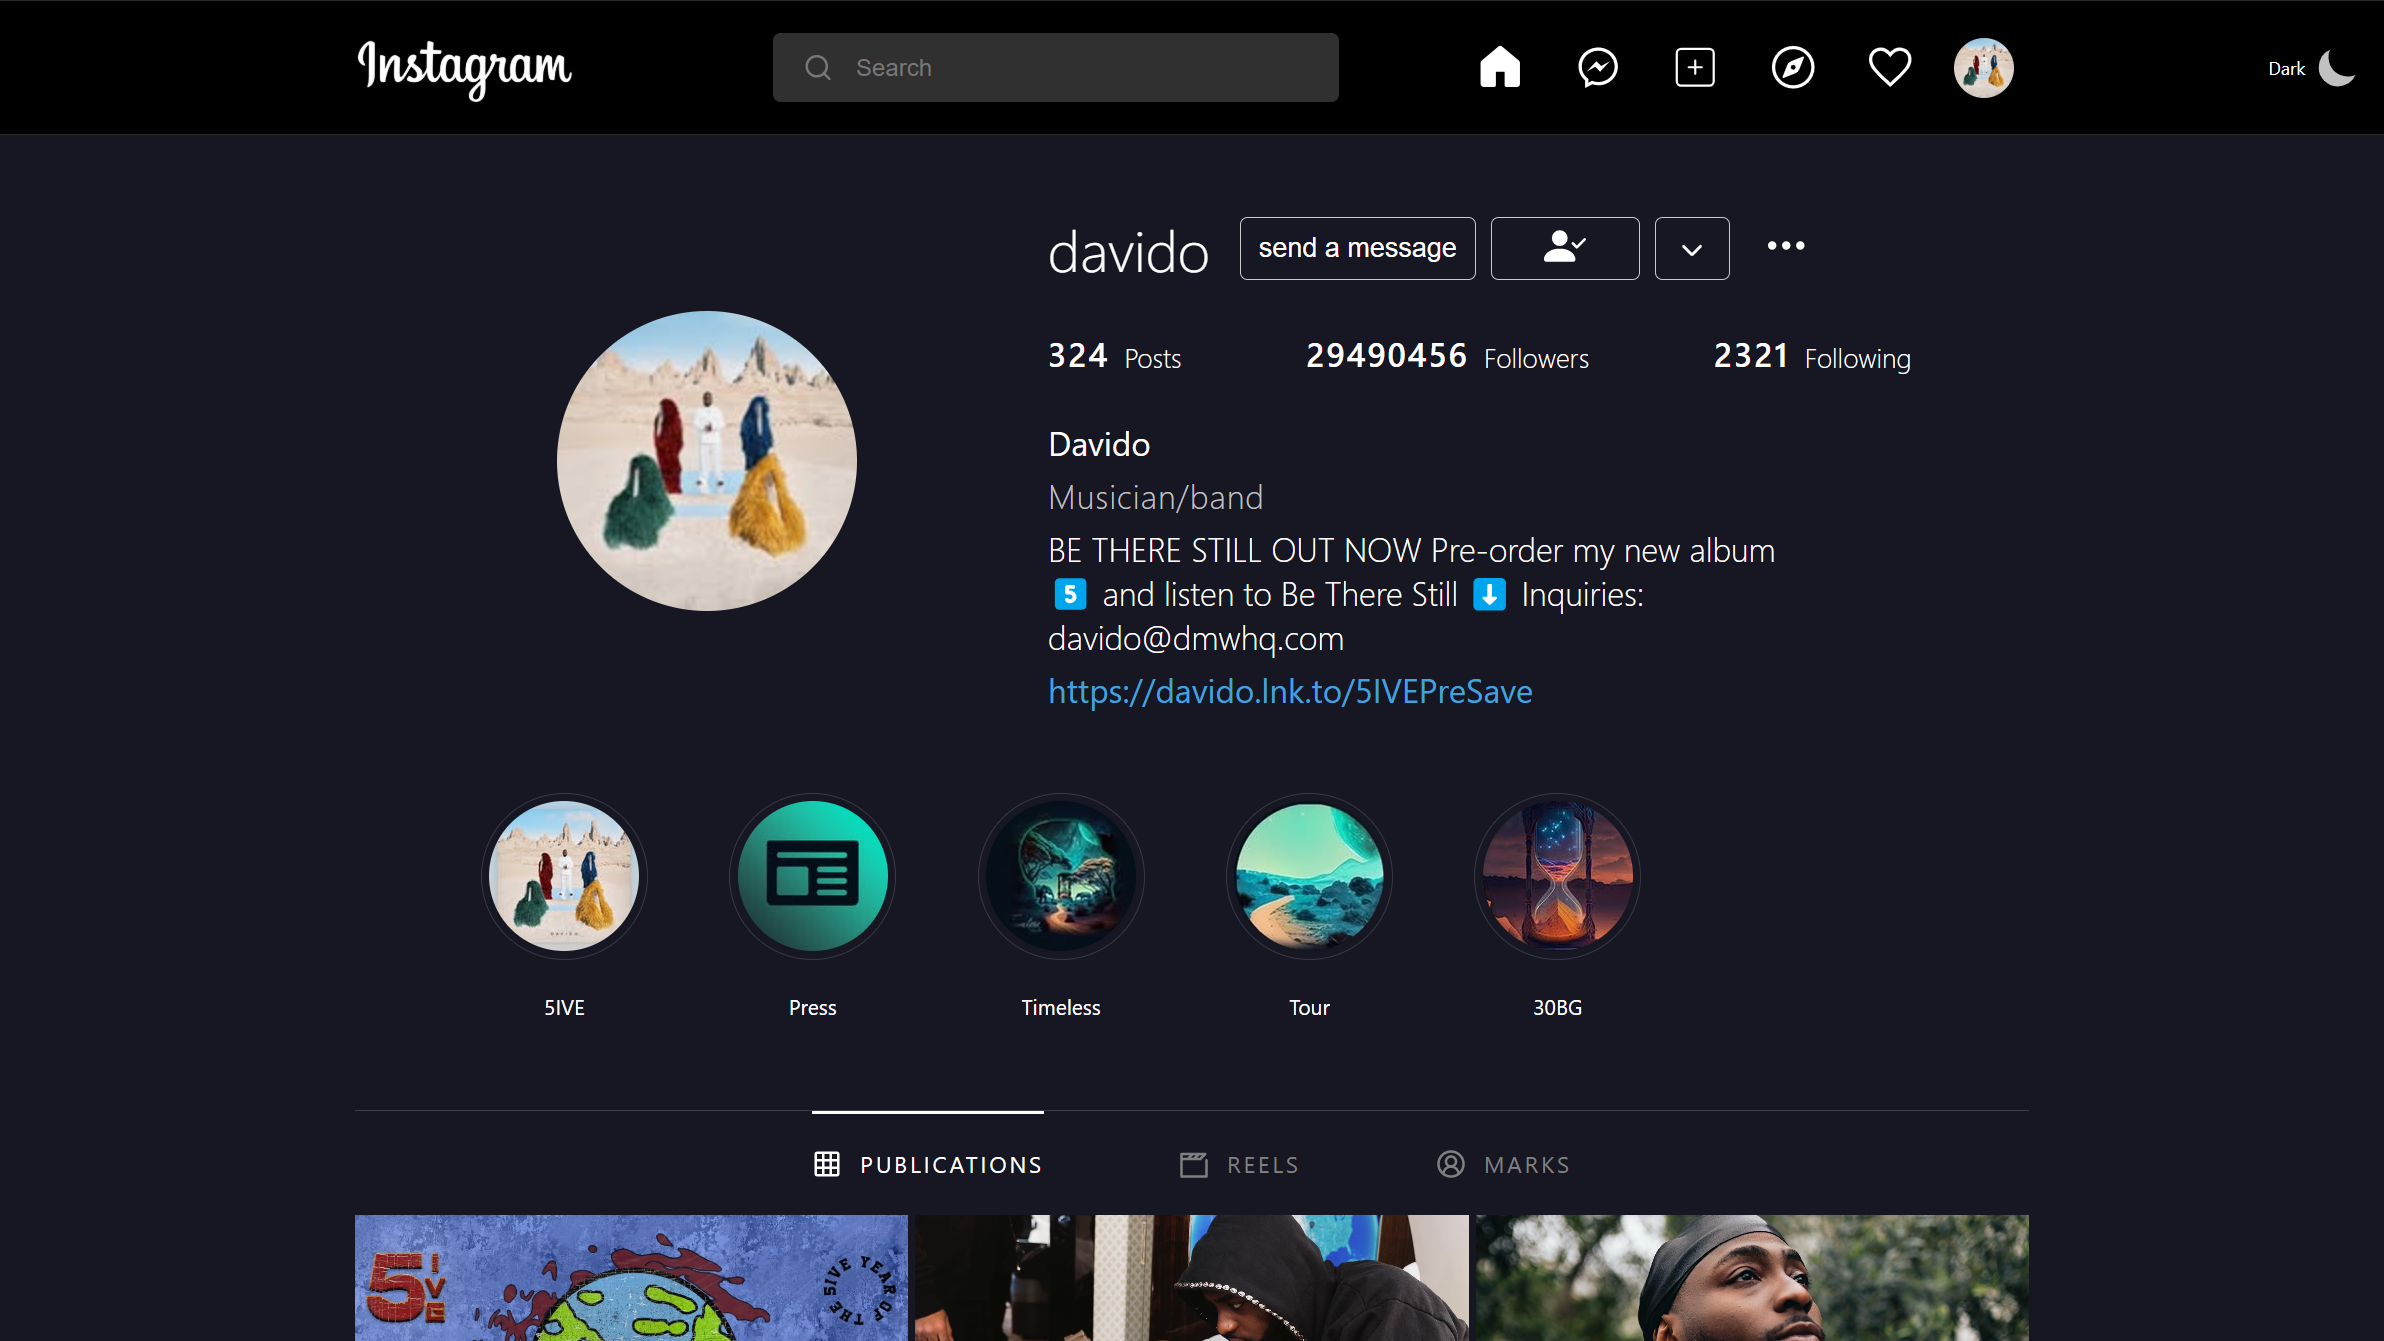 Instagram
Search
Dark
davido
send a message
324 Posts
29490456 Followers
2321 Following
Davido
Musician/band
BE THERE STILL OUT NOW Pre-order my new album
5️⃣ and listen to Be There Still ⬇️ Inquiries:
davido@dmwhq.com
https://davido.lnk.to/5IVEPreSave
5IVE
Press
Timeless
Tour
30BG
PUBLICATIONS
REELS
MARKS
5IVE
5IVE YEAR OF THE